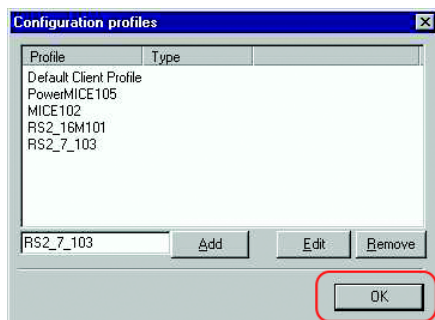 Configuration profiles
Profile Type
Default Client Profile
PowerMICE105
MICE102
RS2_16M101
RS2_7_103
RS2_7_103 Add Edit Remove
OK